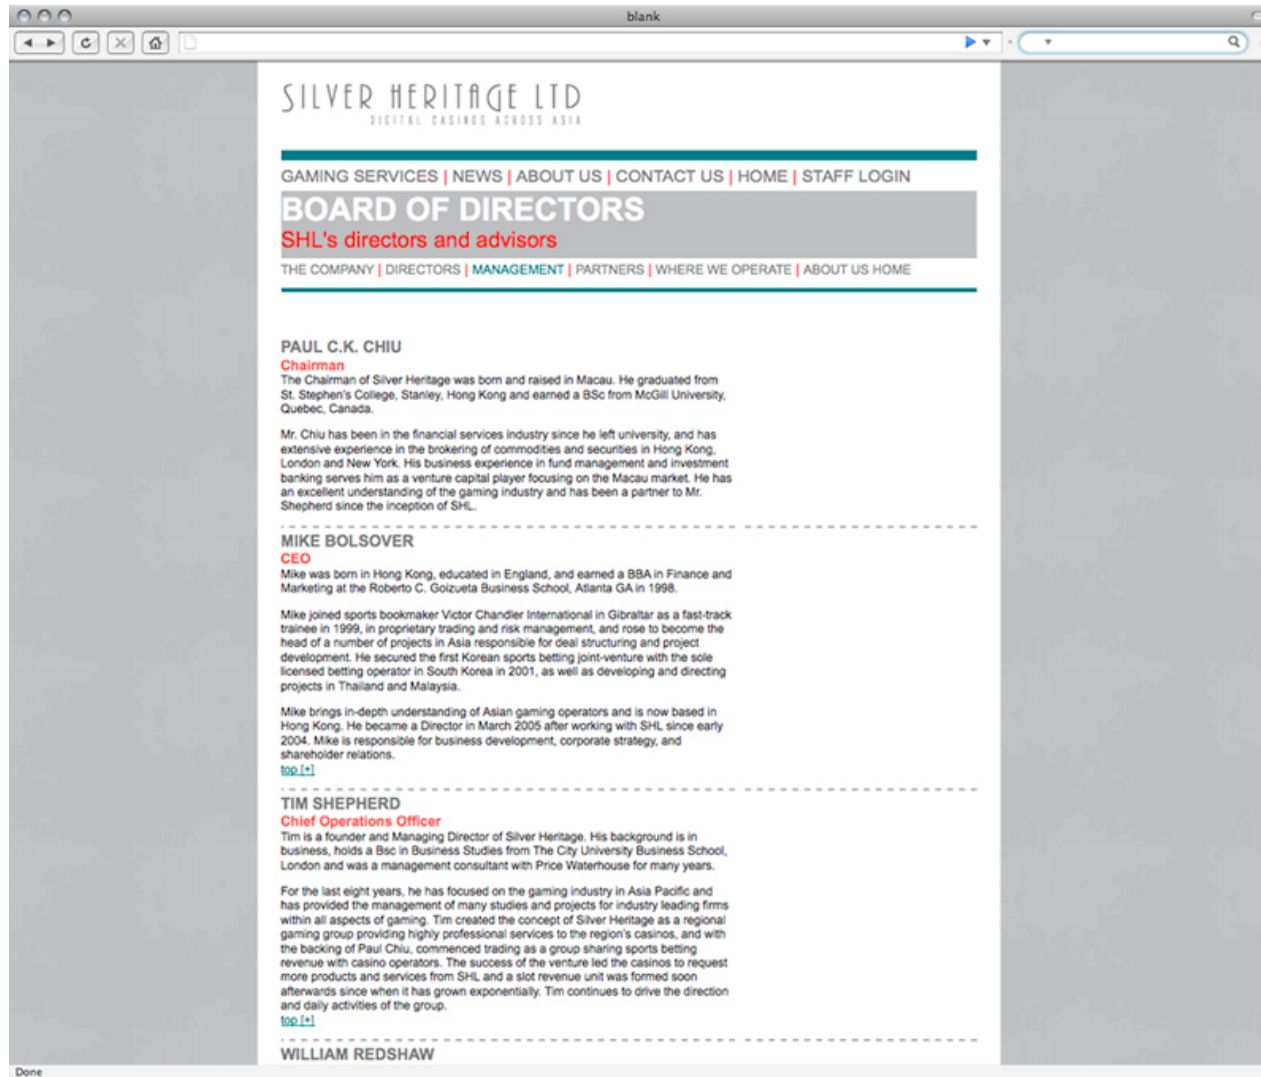 blank
SILVER HERITAGE LTD
DIGITAL CASINOS ACROSS ASIA
GAMING SERVICES | NEWS | ABOUT US | CONTACT US | HOME | STAFF LOGIN
BOARD OF DIRECTORS
SHL's directors and advisors
THE COMPANY | DIRECTORS | MANAGEMENT | PARTNERS | WHERE WE OPERATE | ABOUT US HOME
PAUL C.K. CHIU
Chairman
The Chairman of Silver Heritage was born and raised in Macau. He graduated from
St. Stephen's College, Stanley, Hong Kong and earned a BSc from McGill University,
Quebec, Canada.
Mr. Chiu has been in the financial services industry since he left university, and has
extensive experience in the brokering of commodities and securities in Hong Kong,
London and New York. His business experience in fund management and investment
banking serves him as a venture capital player focusing on the Macau market. He has
an excellent understanding of the gaming industry and has been a partner to Mr.
Shepherd since the inception of SHL.
MIKE BOLSOVER
CEO
Mike was born in Hong Kong, educated in England, and earned a BBA in Finance and
Marketing at the Roberto C. Goizueta Business School, Atlanta GA in 1998.
Mike joined sports bookmaker Victor Chandler International in Gibraltar as a fast-track
trainee in 1999, in proprietary trading and risk management, and rose to become the
head of a number of projects in Asia responsible for deal structuring and project
development. He secured the first Korean sports betting joint-venture with the sole
licensed betting operator in South Korea in 2001, as well as developing and directing
projects in Thailand and Malaysia.
Mike brings in-depth understanding of Asian gaming operators and is now based in
Hong Kong. He became a Director in March 2005 after working with SHL since early
2004. Mike is responsible for business development, corporate strategy, and
shareholder relations.
top [+]
TIM SHEPHERD
Chief Operations Officer
Tim is a founder and Managing Director of Silver Heritage. His background is in
business, holds a Bsc in Business Studies from The City University Business School,
London and was a management consultant with Price Waterhouse for many years.
For the last eight years, he has focused on the gaming industry in Asia Pacific and
has provided the management of many studies and projects for industry leading firms
within all aspects of gaming. Tim created the concept of Silver Heritage as a regional
gaming group providing highly professional services to the region's casinos, and with
the backing of Paul Chiu, commenced trading as a group sharing sports betting
revenue with casino operators. The success of the venture led the casinos to request
more products and services from SHL and a slot revenue unit was formed soon
afterwards since when it has grown exponentially. Tim continues to drive the direction
and daily activities of the group.
top [+]
WILLIAM REDSHAW
Done